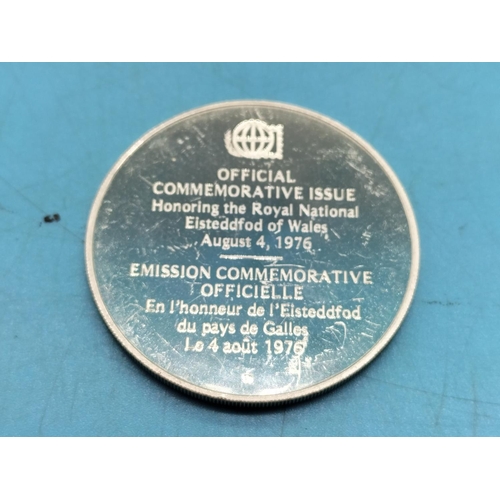 OFFICIAL
COMMEMORATIVE ISSUE
Honoring the Royal National
Eisteddfod of Wales
August 4, 1976
EMISSION COMMEMORATIVE
OFFICIELLE
En l'honneur de l'Eisteddfod
du pays de Galles
Le 4 août 1976